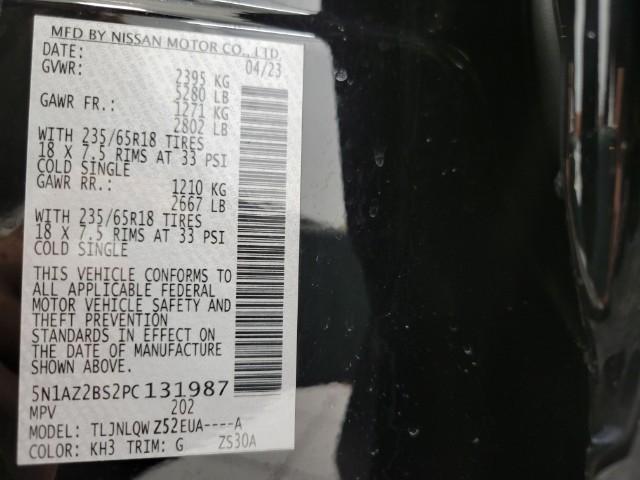 MFD BY NISSAN MOTOR CO., LTD
DATE: 04/23
GVWR: 2395 KG
5280 LB
GAWR FR.: 1271 KG
2802 LB
WITH 235/65R18 TIRES
18 X 7.5 RIMS AT 33 PSI
COLD SINGLE
GAWR RR.: 1210 KG
2667 LB
WITH 235/65R18 TIRES
18 X 7.5 RIMS AT 33 PSI
COLD SINGLE
THIS VEHICLE CONFORMS TO
ALL APPLICABLE FEDERAL
MOTOR VEHICLE SAFETY AND
THEFT PREVENTION
STANDARDS IN EFFECT ON
THE DATE OF MANUFACTURE
SHOWN ABOVE.
5N1AZ2BS2PC131987
MPV 202
MODEL: TLJNLQW Z52EUA----A
COLOR: KH3 TRIM: G ZS30A